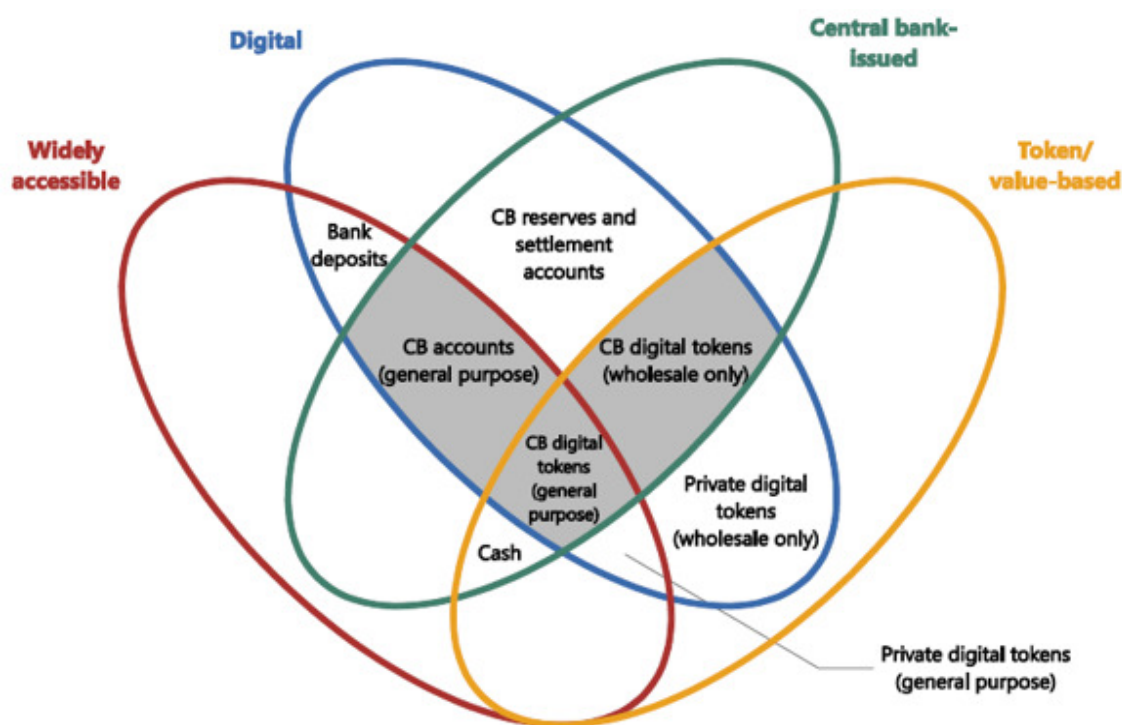 Digital
Central bank-
issued
Widely
accessible
Token/
value-based
Bank
deposits
CB reserves and
settlement
accounts
CB accounts
(general purpose)
CB digital tokens
(wholesale only)
CB digital
tokens
(general
purpose)
Private digital
tokens
(wholesale only)
Cash
Private digital tokens
(general purpose)